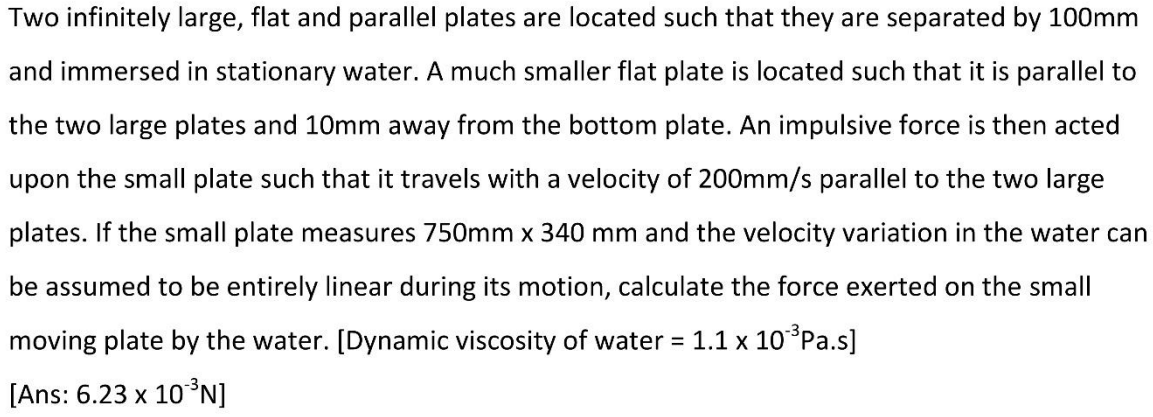 Two infinitely large, flat and parallel plates are located such that they are separated by 100mm
and immersed in stationary water. A much smaller flat plate is located such that it is parallel to
the two large plates and 10mm away from the bottom plate. An impulsive force is then acted
upon the small plate such that it travels with a velocity of 200mm/s parallel to the two large
plates. If the small plate measures 750mm x 340 mm and the velocity variation in the water can
be assumed to be entirely linear during its motion, calculate the force exerted on the small
moving plate by the water. [Dynamic viscosity of water = 1.1 x 10⁻³Pa.s]
[Ans: 6.23 x 10⁻³N]